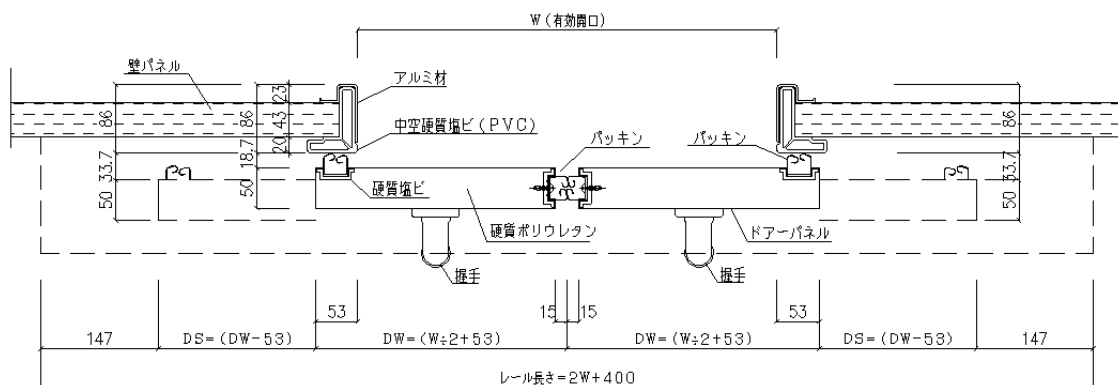 W(有効開口)
壁パネル
アルミ材
中空硬質塩ビ(PVC)
パッキン
パッキン
86
86
23
43
20
18.7
33.7
50
50
86
33.7
50
硬質塩ビ
硬質ポリウレタン
ドアーパネル
握手
握手
53
15
15
53
147
DS=(DW-53)
DW=(W÷2+53)
DW=(W÷2+53)
DS=(DW-53)
147
レール長さ=2W+400